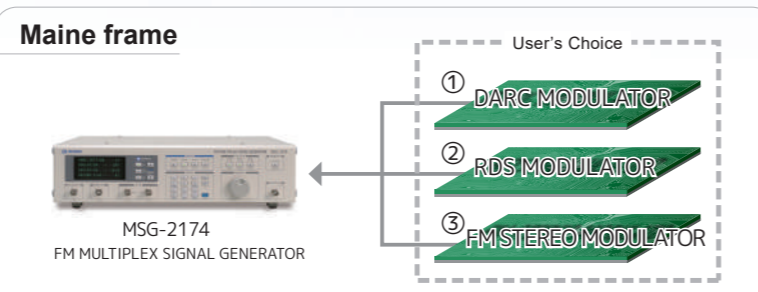 Maine frame
User's Choice
① DARC MODULATOR
② RDS MODULATOR
③ FM STEREO MODULATOR
MSG-2174
FM MULTIPLEX SIGNAL GENERATOR